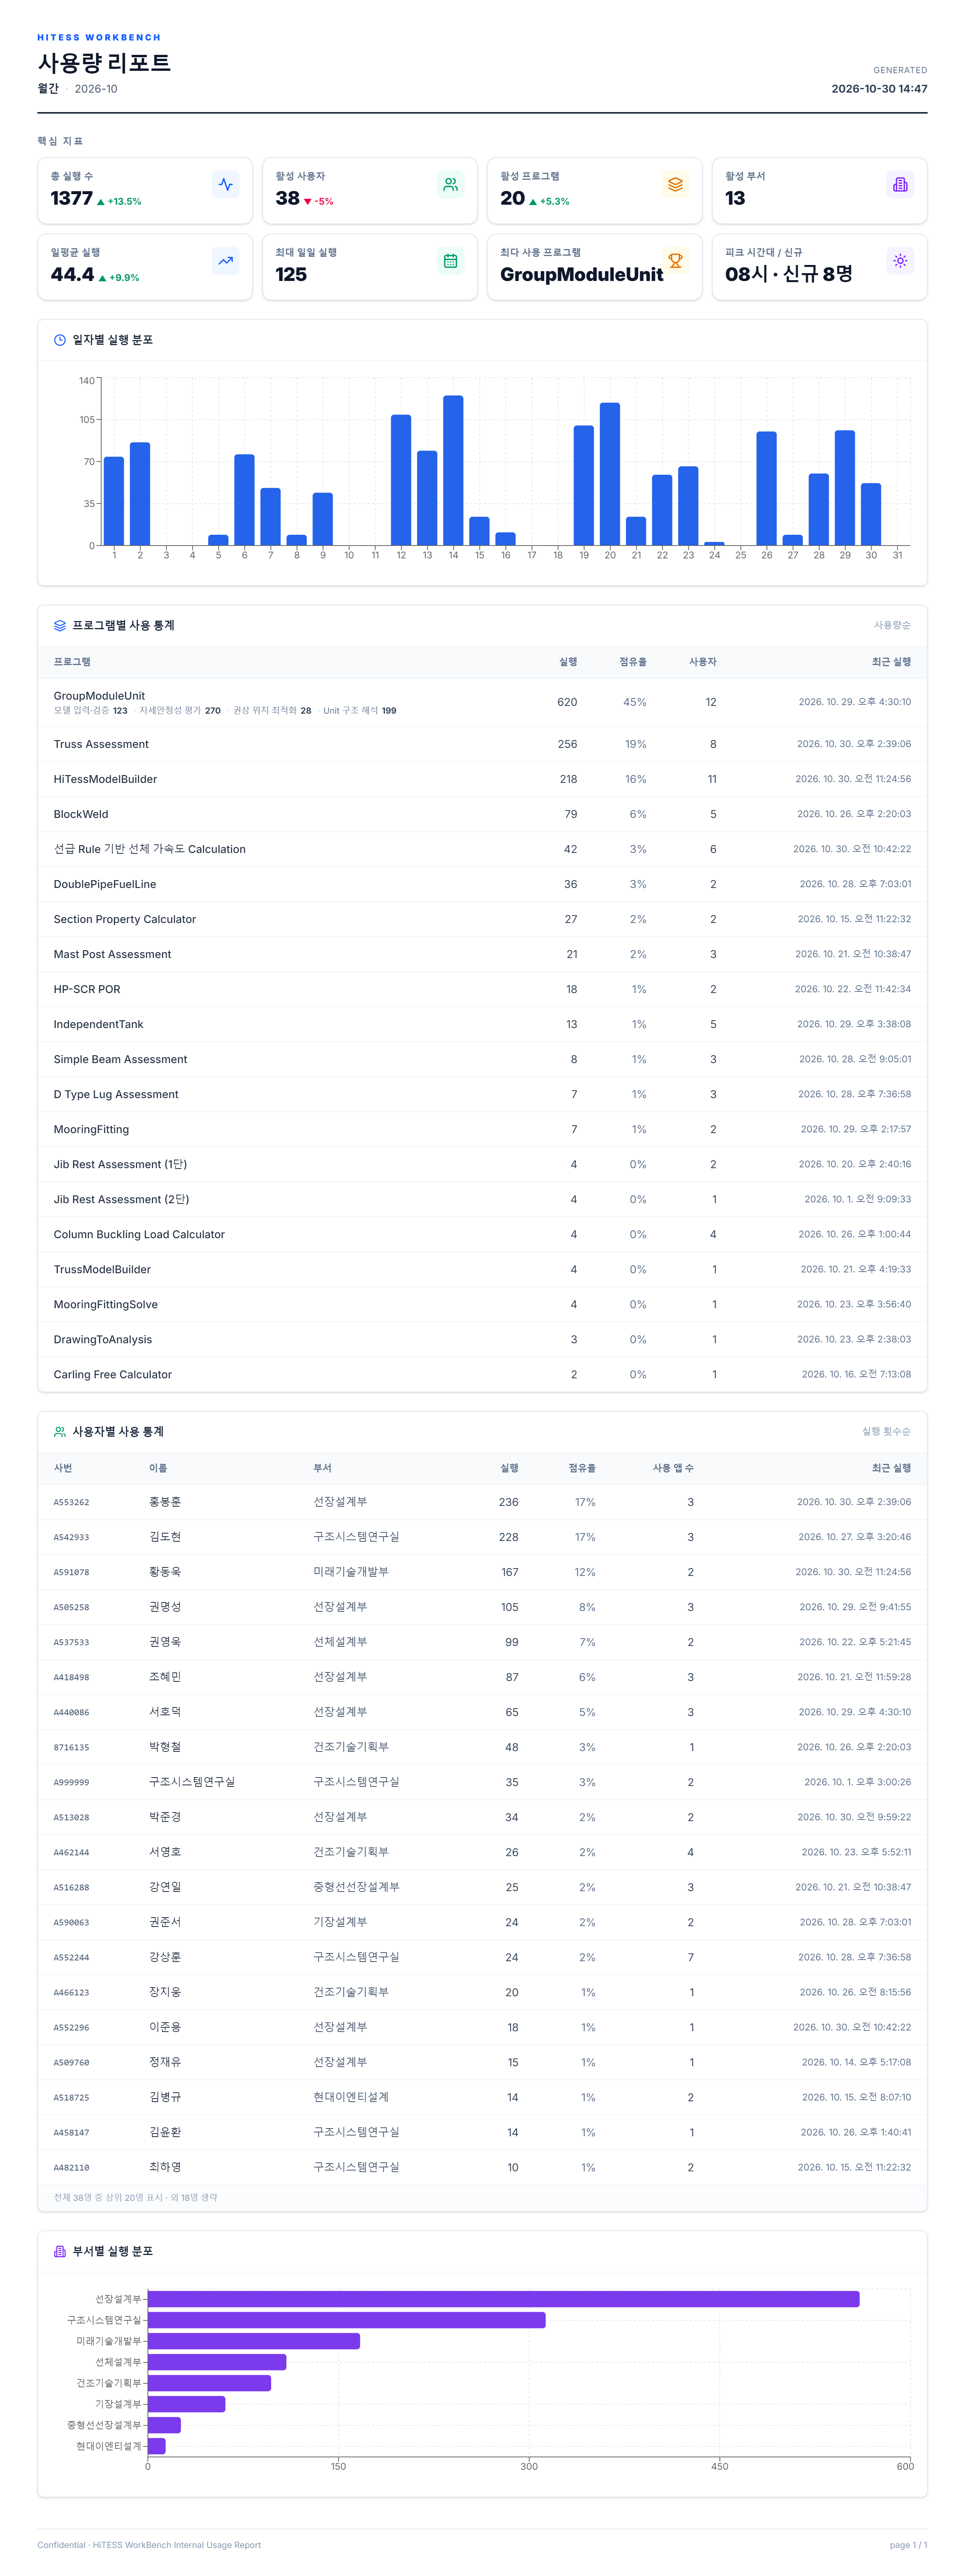 HITESS WORKBENCH
사용량 리포트
월간 · 2026-10
GENERATED
2026-10-30 14:47
핵심 지표
총 실행 수
1377 ▲ +13.5%
활성 사용자
38 ▼ -5%
활성 프로그램
20 ▲ +5.3%
활성 부서
13
일평균 실행
44.4 ▲ +9.9%
최대 일일 실행
125
최다 사용 프로그램
GroupModuleUnit
피크 시간대 / 신규
08시 · 신규 8명
일자별 실행 분포
140
105
70
35
0
1 2 3 4 5 6 7 8 9 10 11 12 13 14 15 16 17 18 19 20 21 22 23 24 25 26 27 28 29 30 31
프로그램별 사용 통계 사용량순
프로그램 실행 점유율 사용자 최근 실행
GroupModuleUnit 620 45% 12 2026. 10. 29. 오후 4:30:10
모델 입력·검증 123 · 자세안정성 평가 270 · 권상 위치 최적화 28 · Unit 구조 해석 199
Truss Assessment 256 19% 8 2026. 10. 30. 오후 2:39:06
HiTessModelBuilder 218 16% 11 2026. 10. 30. 오전 11:24:56
BlockWeld 79 6% 5 2026. 10. 26. 오후 2:20:03
선급 Rule 기반 선체 가속도 Calculation 42 3% 6 2026. 10. 30. 오전 10:42:22
DoublePipeFuelLine 36 3% 2 2026. 10. 28. 오후 7:03:01
Section Property Calculator 27 2% 2 2026. 10. 15. 오전 11:22:32
Mast Post Assessment 21 2% 3 2026. 10. 21. 오전 10:38:47
HP-SCR POR 18 1% 2 2026. 10. 22. 오전 11:42:34
IndependentTank 13 1% 5 2026. 10. 29. 오후 3:38:08
Simple Beam Assessment 8 1% 3 2026. 10. 28. 오전 9:05:01
D Type Lug Assessment 7 1% 3 2026. 10. 28. 오후 7:36:58
MooringFitting 7 1% 2 2026. 10. 29. 오후 2:17:57
Jib Rest Assessment (1단) 4 0% 2 2026. 10. 20. 오후 2:40:16
Jib Rest Assessment (2단) 4 0% 1 2026. 10. 1. 오전 9:09:33
Column Buckling Load Calculator 4 0% 4 2026. 10. 26. 오후 1:00:44
TrussModelBuilder 4 0% 1 2026. 10. 21. 오후 4:19:33
MooringFittingSolve 4 0% 1 2026. 10. 23. 오후 3:56:40
DrawingToAnalysis 3 0% 1 2026. 10. 23. 오후 2:38:03
Carling Free Calculator 2 0% 1 2026. 10. 16. 오전 7:13:08
사용자별 사용 통계 실행 횟수순
사번 이름 부서 실행 점유율 사용 앱 수 최근 실행
A553262 홍봉훈 선장설계부 236 17% 3 2026. 10. 30. 오후 2:39:06
A542933 김도현 구조시스템연구실 228 17% 3 2026. 10. 27. 오후 3:20:46
A591078 황동욱 미래기술개발부 167 12% 2 2026. 10. 30. 오전 11:24:56
A505258 권명성 선장설계부 105 8% 3 2026. 10. 29. 오전 9:41:55
A537533 권영욱 선체설계부 99 7% 2 2026. 10. 22. 오후 5:21:45
A418498 조혜민 선장설계부 87 6% 3 2026. 10. 21. 오전 11:59:28
A440086 서호덕 선장설계부 65 5% 3 2026. 10. 29. 오후 4:30:10
8716135 박형철 건조기술기획부 48 3% 1 2026. 10. 26. 오후 2:20:03
A999999 구조시스템연구실 구조시스템연구실 35 3% 2 2026. 10. 1. 오후 3:00:26
A513028 박준경 선장설계부 34 2% 2 2026. 10. 30. 오전 9:59:22
A462144 서영호 건조기술기획부 26 2% 4 2026. 10. 23. 오후 5:52:11
A516288 강연일 중형선선장설계부 25 2% 3 2026. 10. 21. 오전 10:38:47
A590063 권준서 기장설계부 24 2% 2 2026. 10. 28. 오후 7:03:01
A552244 강상훈 구조시스템연구실 24 2% 7 2026. 10. 28. 오후 7:36:58
A466123 장지웅 건조기술기획부 20 1% 1 2026. 10. 26. 오전 8:15:56
A552296 이준용 선장설계부 18 1% 1 2026. 10. 30. 오전 10:42:22
A509760 정재유 선장설계부 15 1% 1 2026. 10. 14. 오후 5:17:08
A518725 김병규 현대이엔티설계 14 1% 2 2026. 10. 15. 오전 8:07:10
A458147 김윤환 구조시스템연구실 14 1% 1 2026. 10. 26. 오후 1:40:41
A482110 최하영 구조시스템연구실 10 1% 2 2026. 10. 15. 오전 11:22:32
전체 38명 중 상위 20명 표시 · 외 18명 생략
부서별 실행 분포
선장설계부
구조시스템연구실
미래기술개발부
선체설계부
건조기술기획부
기장설계부
중형선선장설계부
현대이엔티설계
0 150 300 450 600
Confidential · HiTESS WorkBench Internal Usage Report page 1 / 1